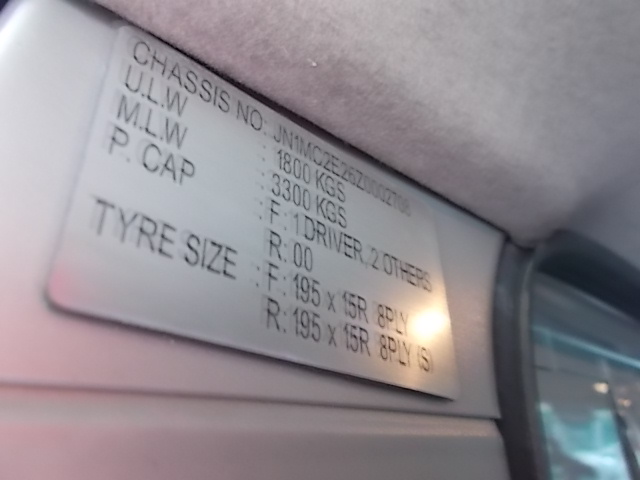 CHASSIS NO: JN1MC2E26Z0002708
U.L.W : 1800 KGS
M.L.W : 3300 KGS
P. CAP : F: 1 DRIVER, 2 OTHERS
R: 00
TYRE SIZE : F: 195 x 15R 8PLY
R: 195 x 15R 8PLY (S)